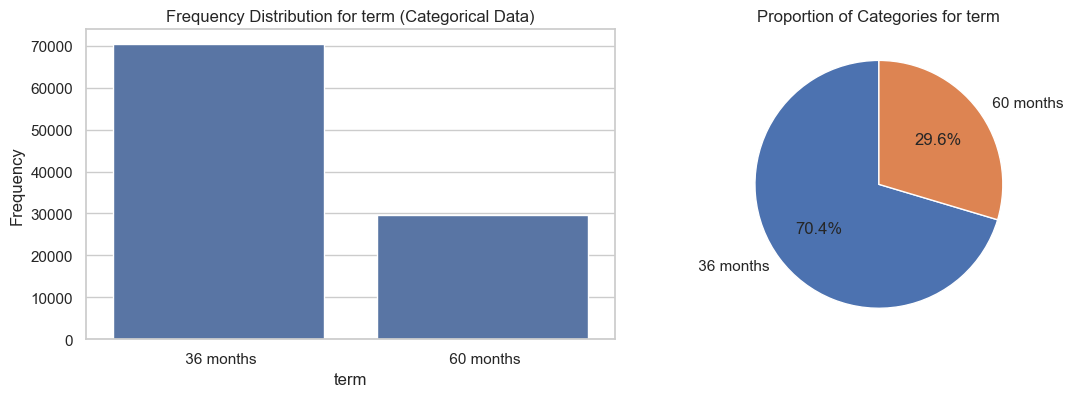 Frequency Distribution for term (Categorical Data)
70000
60000
50000
40000
30000
20000
10000
0
Frequency
36 months
60 months
term
Proportion of Categories for term
60 months
29.6%
70.4%
36 months